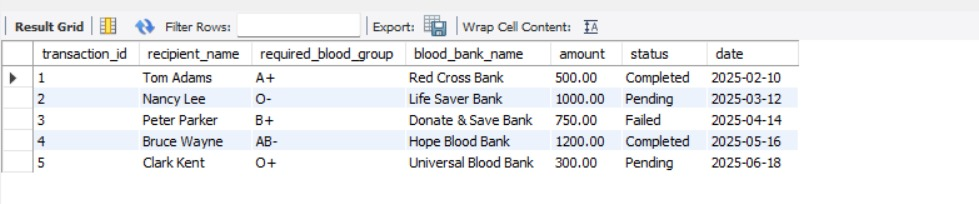 Result Grid Filter Rows: Export: Wrap Cell Content:
transaction_id recipient_name required_blood_group blood_bank_name amount status date
1 Tom Adams A+ Red Cross Bank 500.00 Completed 2025-02-10
2 Nancy Lee O- Life Saver Bank 1000.00 Pending 2025-03-12
3 Peter Parker B+ Donate & Save Bank 750.00 Failed 2025-04-14
4 Bruce Wayne AB- Hope Blood Bank 1200.00 Completed 2025-05-16
5 Clark Kent O+ Universal Blood Bank 300.00 Pending 2025-06-18